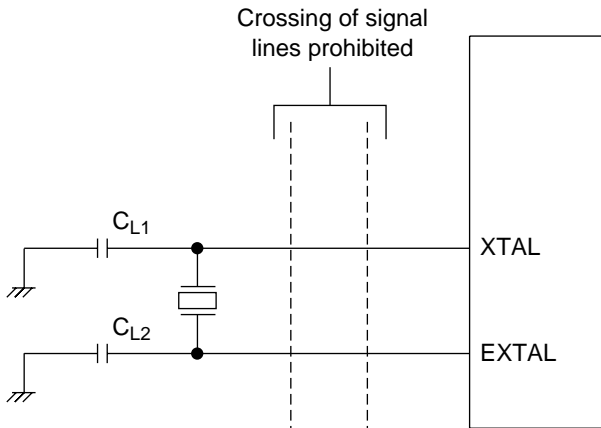 Crossing of signal
lines prohibited
CL1
XTAL
CL2
EXTAL